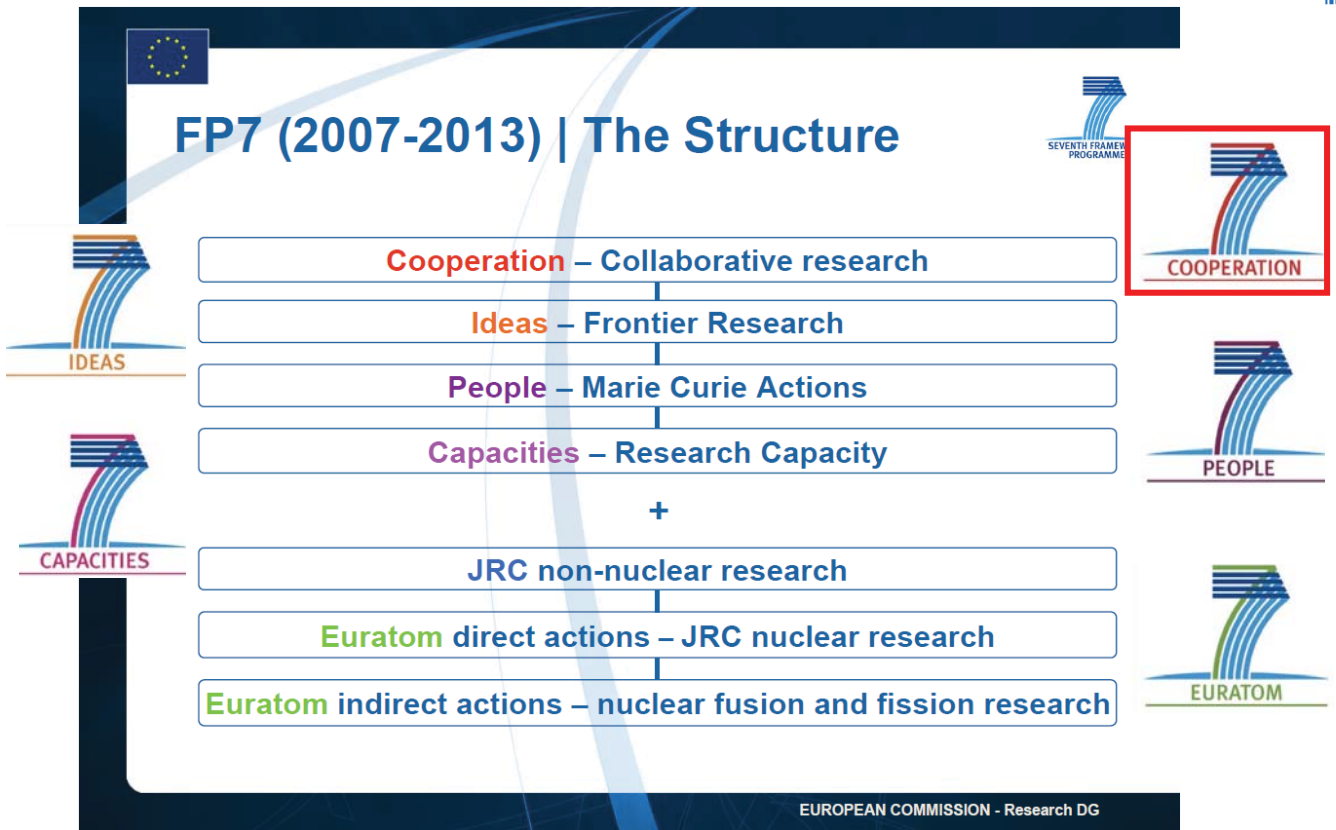 FP7 (2007-2013) | The Structure
SEVENTH FRAMEW
PROGRAMME
COOPERATION
IDEAS
Cooperation – Collaborative research
Ideas – Frontier Research
People – Marie Curie Actions
Capacities – Research Capacity
PEOPLE
CAPACITIES
+
JRC non-nuclear research
Euratom direct actions – JRC nuclear research
Euratom indirect actions – nuclear fusion and fission research
EURATOM
EUROPEAN COMMISSION - Research DG